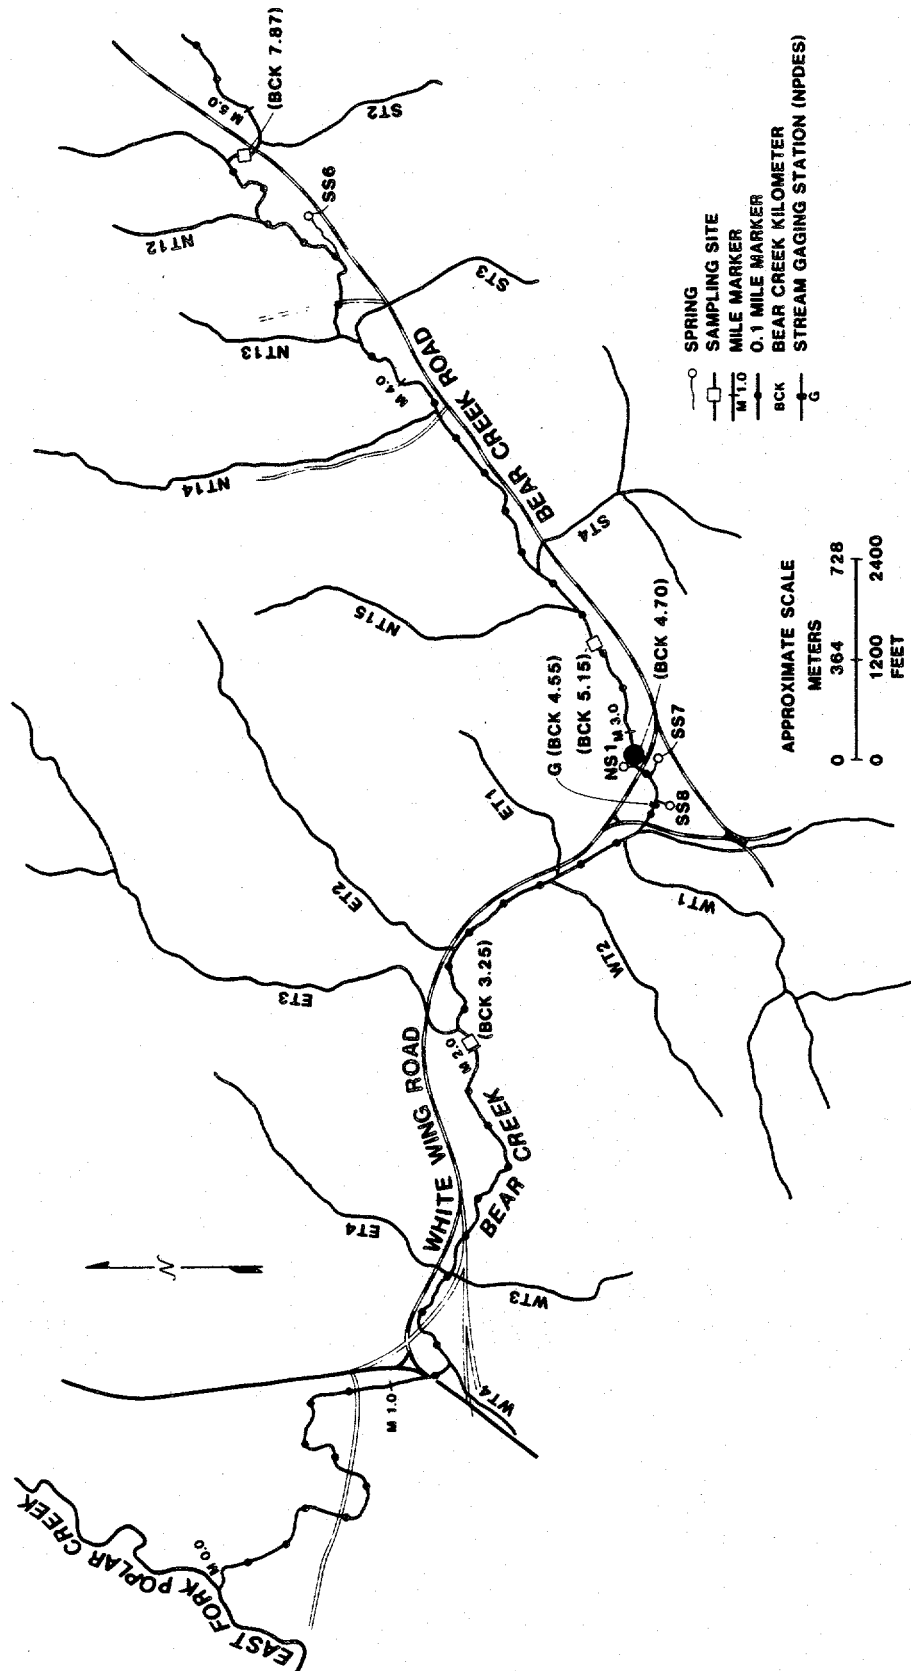 EAST FORK POPLAR CREEK
M 0.0
M 1.0
WT4
WT3
ET4
WHITE WING ROAD
BEAR CREEK
M 2.0
(BCK 3.25)
ET3
ET2
ET1
WT2
WT1
G (BCK 4.55)
(BCK 5.15)
NS1
M 3.0
SS8
SS7
(BCK 4.70)
NT15
ST4
BEAR CREEK ROAD
NT14
M 4.0
NT13
ST3
NT12
SS6
ST2
M 5.0
(BCK 7.87)
N
SPRING
SAMPLING SITE
M 1.0 MILE MARKER
0.1 MILE MARKER
BCK BEAR CREEK KILOMETER
G STREAM GAGING STATION (NPDES)
APPROXIMATE SCALE
METERS
0 364 728
0 1200 2400
FEET